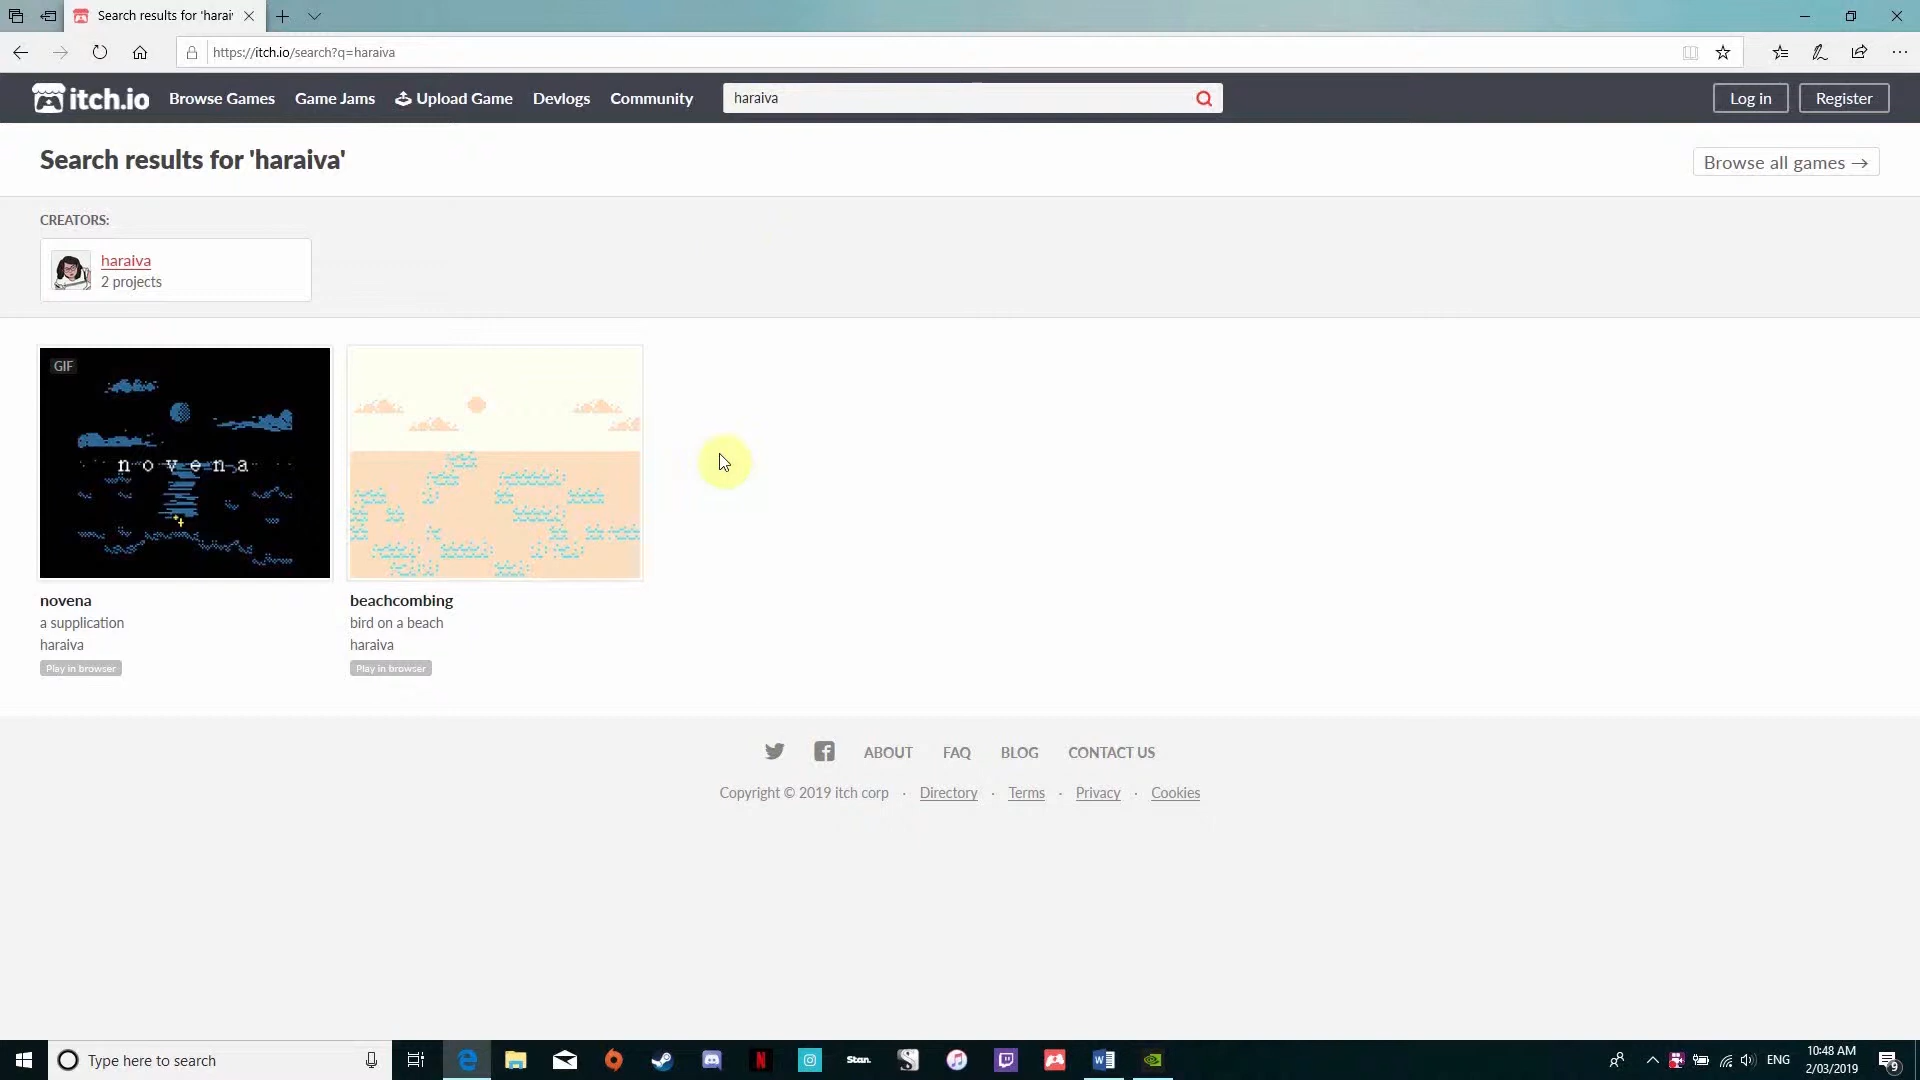 Search results for 'harai
https://itch.io/search?q=haraiva
itch.io
Browse Games
Game Jams
Upload Game
Devlogs
Community
haraiva
Log in
Register
Search results for 'haraiva'
Browse all games →
CREATORS:
haraiva
2 projects
GIF
novena
novena
a supplication
haraiva
Play in browser
beachcombing
bird on a beach
haraiva
Play in browser
ABOUT
FAQ
BLOG
CONTACT US
Copyright © 2019 itch corp · Directory · Terms · Privacy · Cookies
Type here to search
Stan.
ENG
10:48 AM
2/03/2019
9